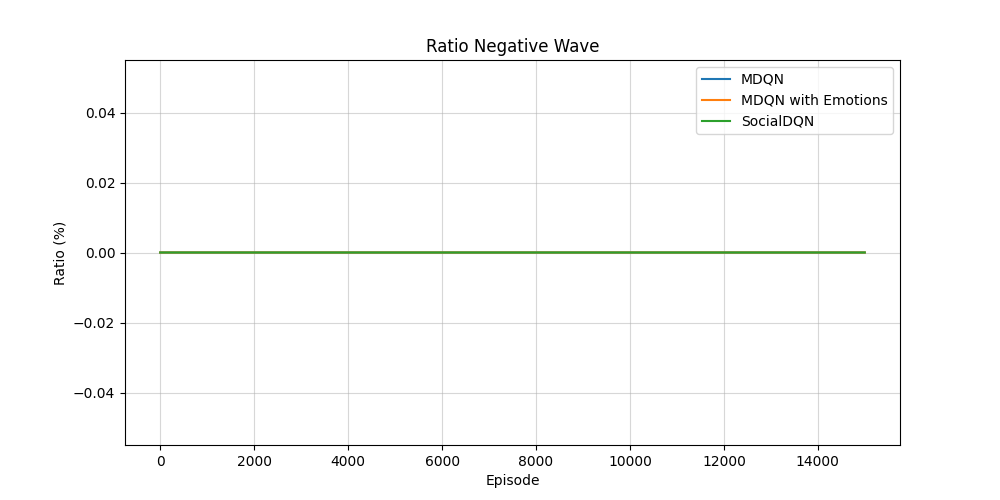 Ratio Negative Wave
MDQN
MDQN with Emotions
SocialDQN
Ratio (%)
0.04
0.02
0.00
−0.02
−0.04
0 2000 4000 6000 8000 10000 12000 14000
Episode